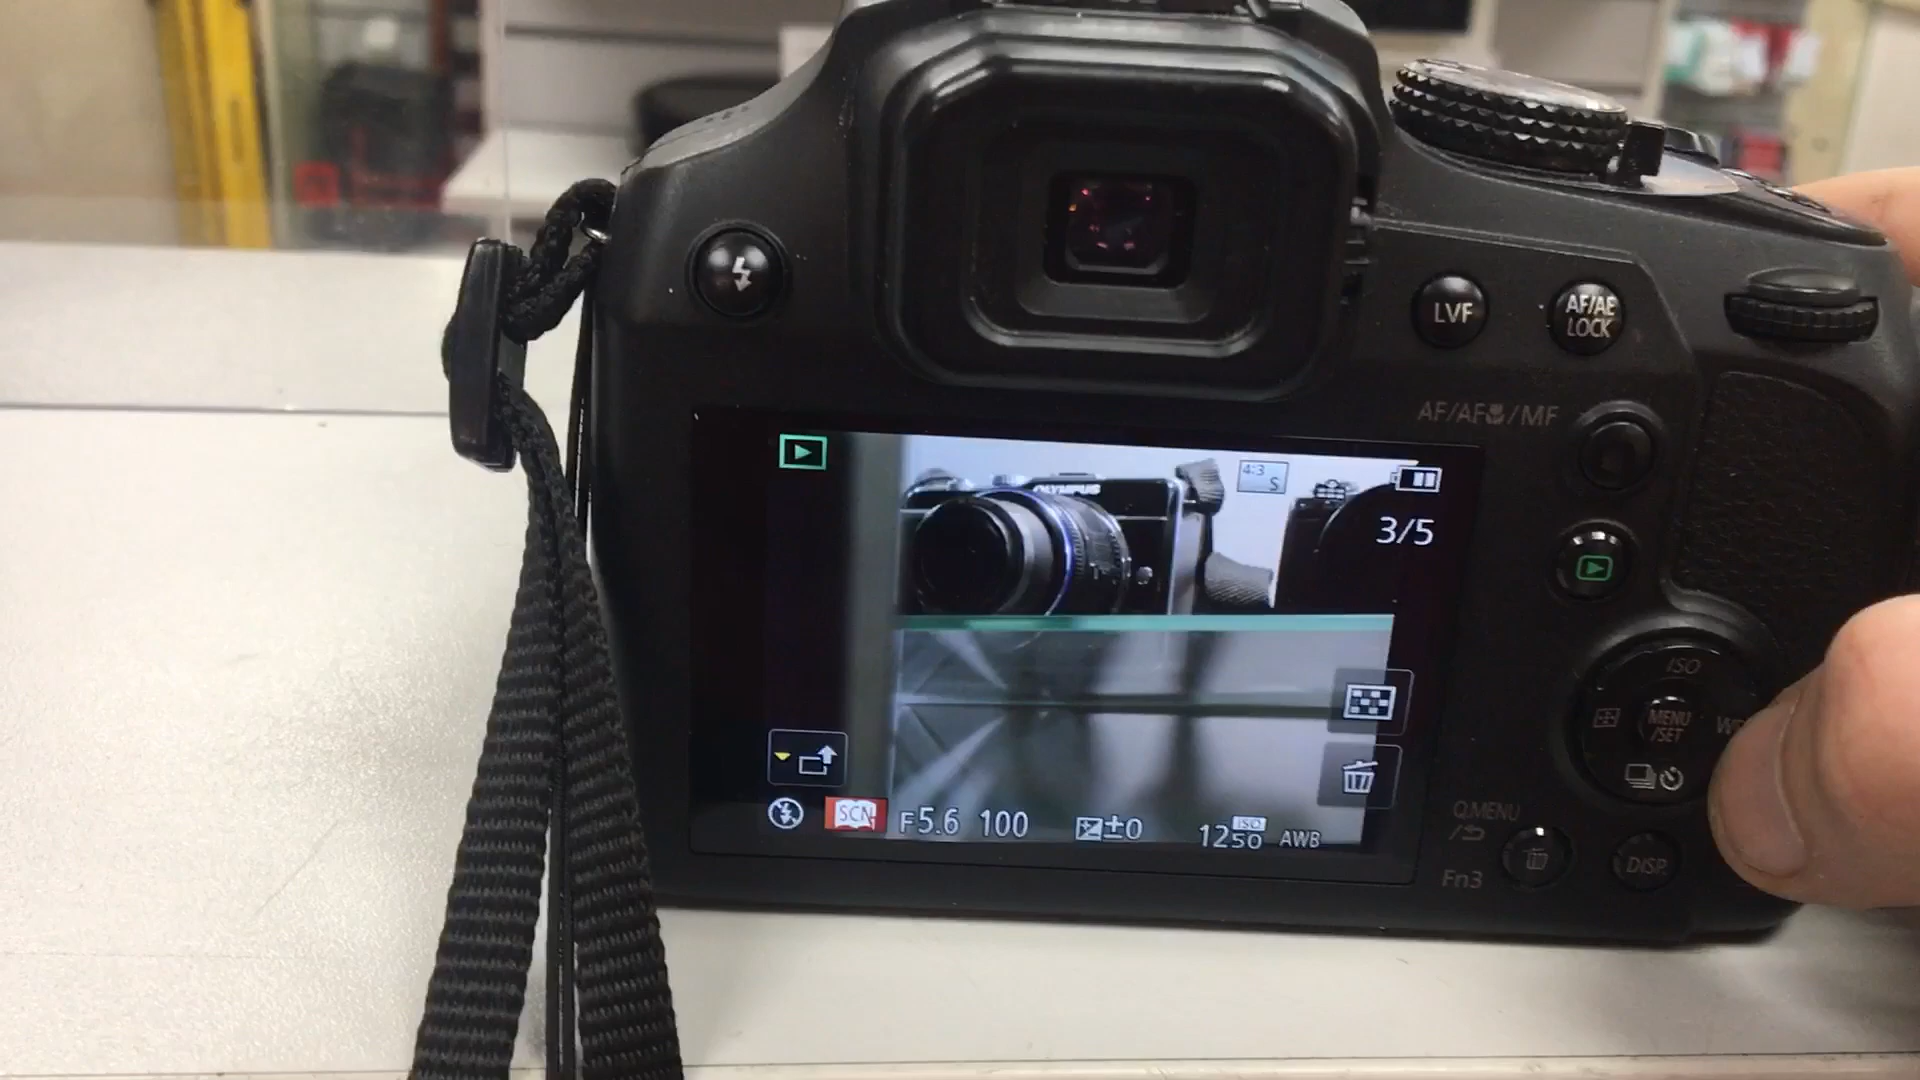 LVF
AF/AE
LOCK
AF/AF /MF
OLYMPUS
4:3
S
3/5
ISO
MENU
/SET
SCN
1
F5.6 100
±0
ISO
1250
AWB
Q.MENU
Fn3
DISP.